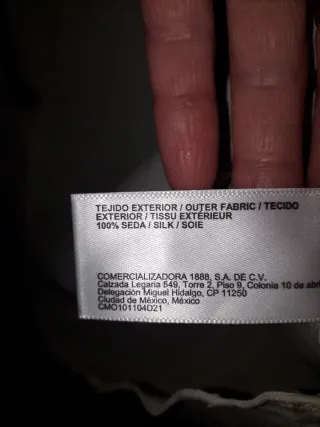 TEJIDO EXTERIOR / OUTER FABRIC / TECIDO
EXTERIOR / TISSU EXTÉRIEUR
100% SEDA / SILK / SOIE
COMERCIALIZADORA 1888, S.A. DE C.V.
Calzada Legaria 549, Torre 2, Piso 9, Colonia 10 de
Delegación Miguel Hidalgo, CP 11250
Ciudad de México, México
CMO101104D21